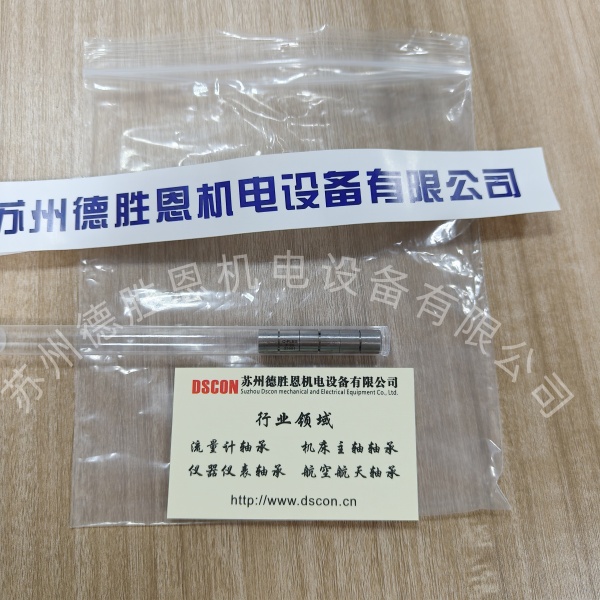 苏州德胜恩机电设备有限公司
苏州德胜恩机电设备有限公司
DSCON 苏州德胜恩机电设备有限公司
Suzhou Dscon mechanical and Electrical Equipment Co., Ltd.
行业领域
流量计轴承 机床主轴轴承
仪器仪表轴承 航空航天轴承
http://www.dscon.cn